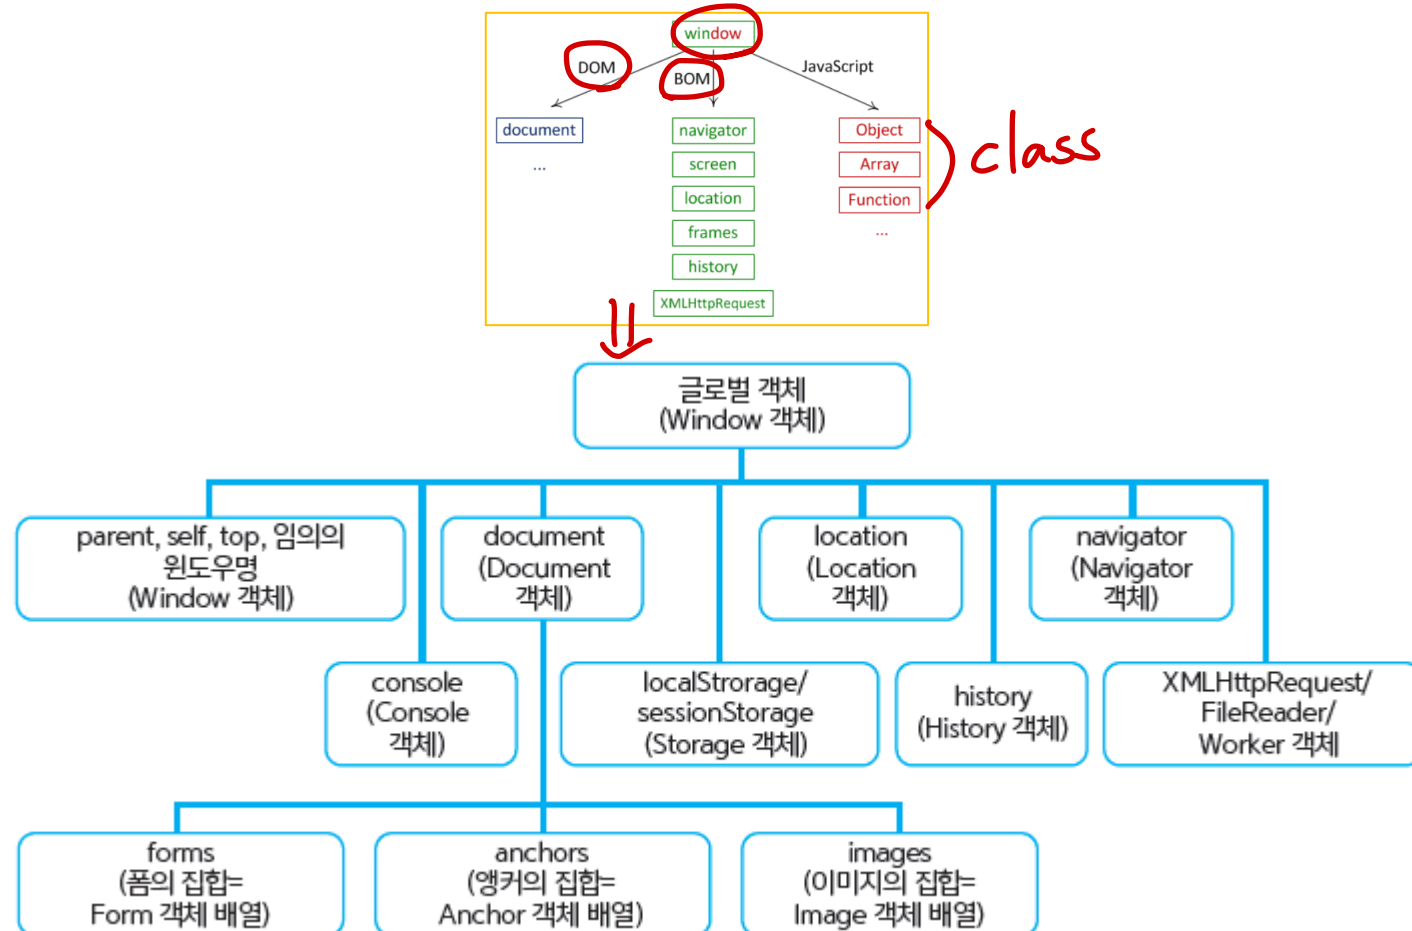 window
DOM
BOM
JavaScript
document
navigator
Object
class
...
screen
Array
location
Function
frames
...
history
XMLHttpRequest
글로벌 객체
(Window 객체)
parent, self, top, 임의의
윈도우명
(Window 객체)
document
(Document
객체)
location
(Location
객체)
navigator
(Navigator
객체)
console
(Console
객체)
localStrorage/
sessionStorage
(Storage 객체)
history
(History 객체)
XMLHttpRequest/
FileReader/
Worker 객체
forms
(폼의 집합=
Form 객체 배열)
anchors
(앵커의 집합=
Anchor 객체 배열)
images
(이미지의 집합=
Image 객체 배열)